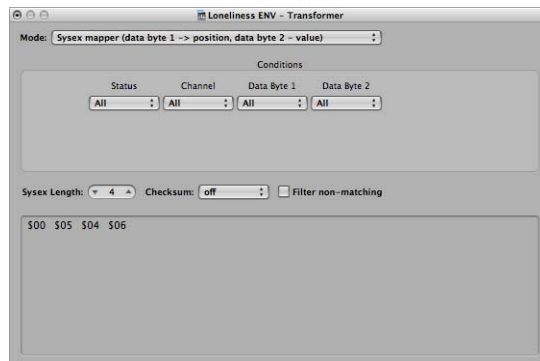 Loneliness ENV – Transformer
Mode: Sysex mapper (data byte 1 -> position, data byte 2 – value)
Conditions
Status Channel Data Byte 1 Data Byte 2
All All All All
Sysex Length: 4 Checksum: off Filter non-matching
$00 $05 $04 $06